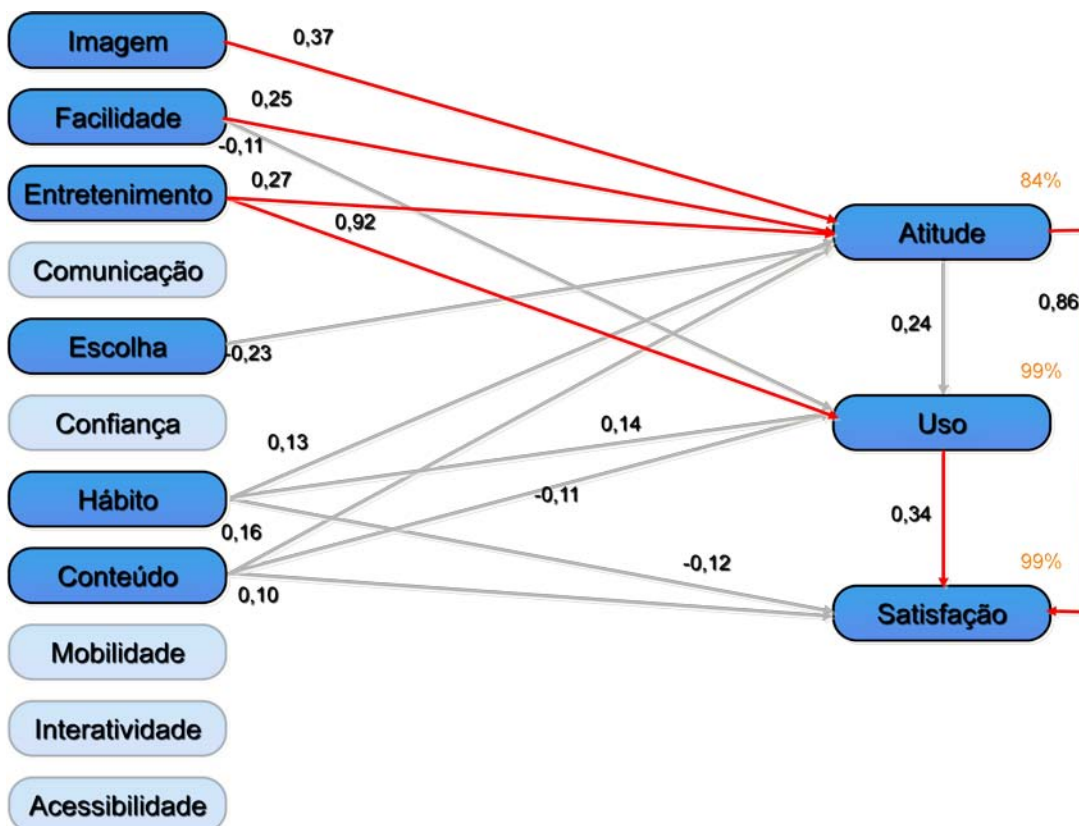 Imagem
0,37
Facilidade
0,25
-0,11
Entretenimento
0,27
84%
0,92
Atitude
Comunicação
0,86
0,24
Escolha
-0,23
99%
Confiança
Uso
0,13
0,14
Hábito
-0,11
0,34
0,16
-0,12
99%
Conteúdo
0,10
Satisfação
Mobilidade
Interatividade
Acessibilidade